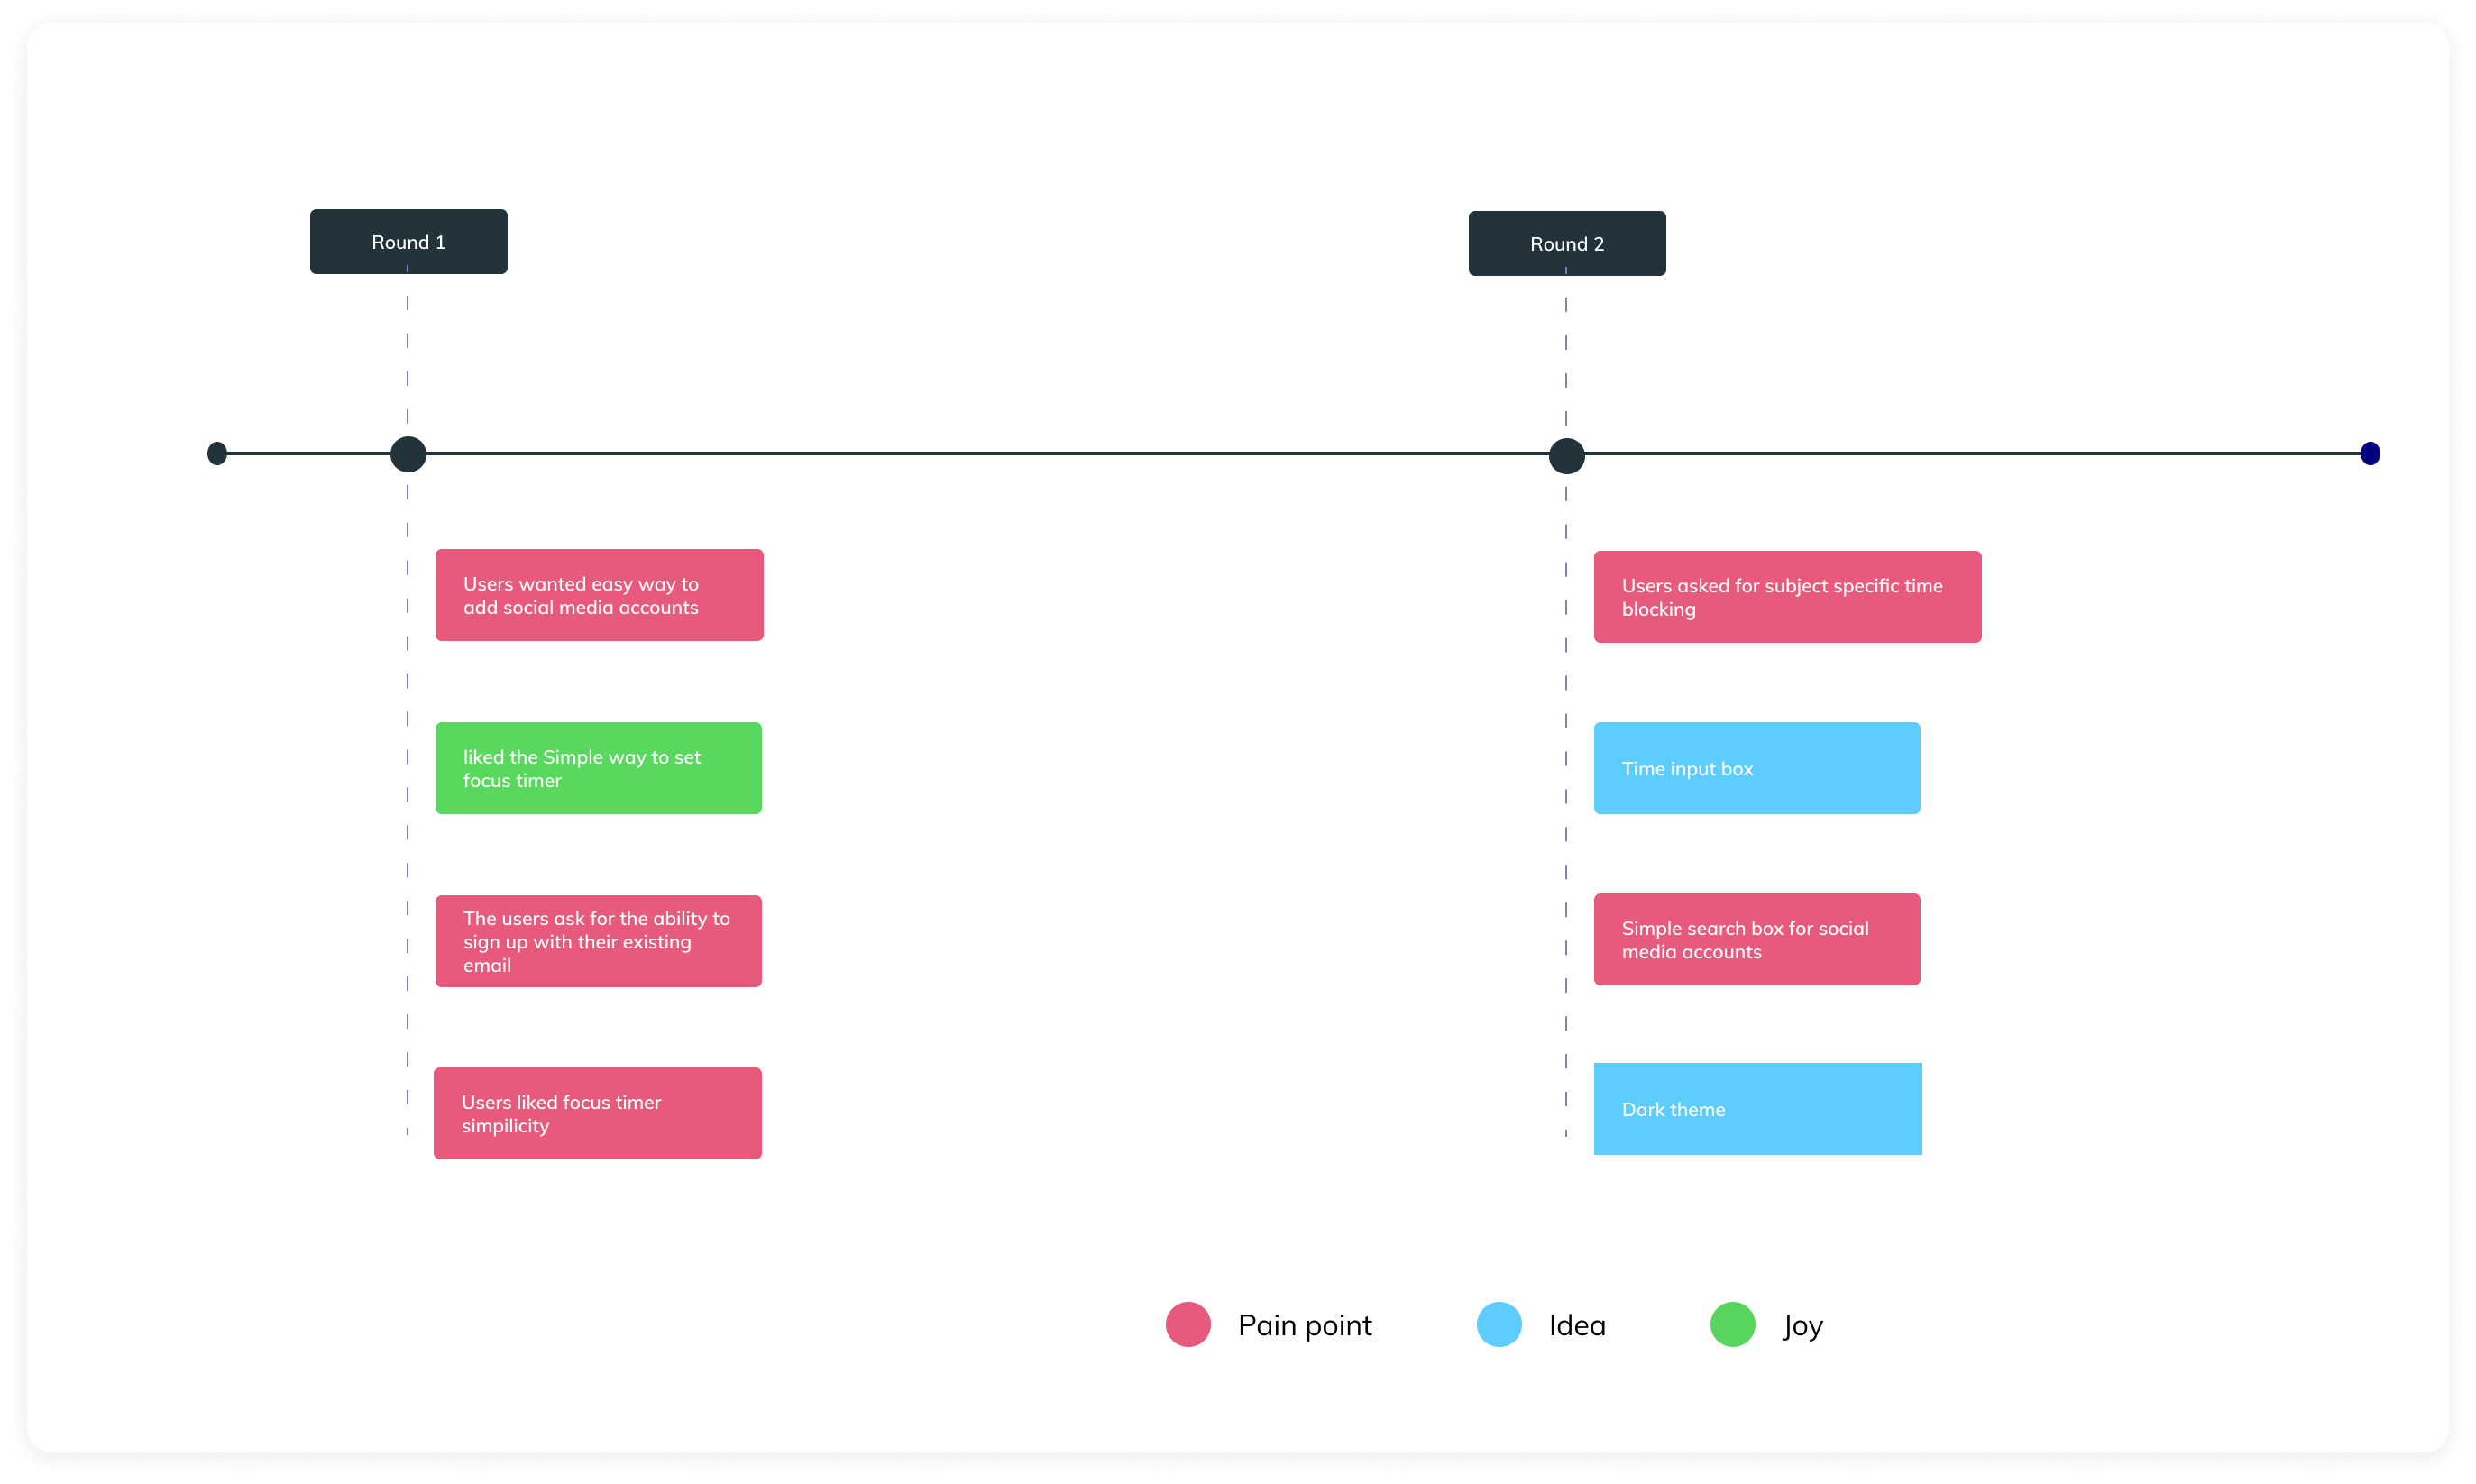 Round 1
Round 2
Users wanted easy way to
add social media accounts
liked the Simple way to set
focus timer
The users ask for the ability to
sign up with their existing
email
Users liked focus timer
simpilicity
Users asked for subject specific time
blocking
Time input box
Simple search box for social
media accounts
Dark theme
Pain point
Idea
Joy